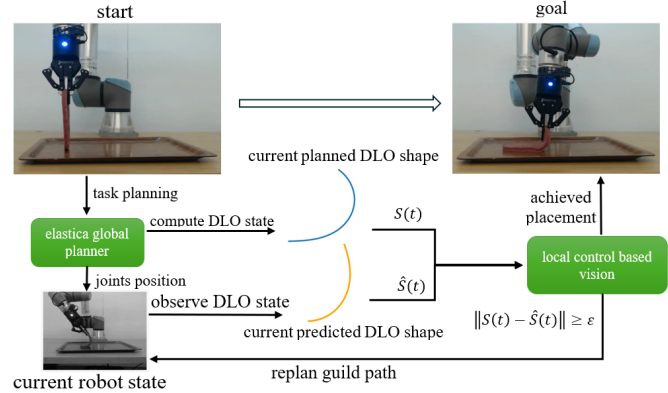 start
goal
current planned DLO shape
task planning
achieved
placement
compute DLO state
S(t)
elastica global
planner
local control based
vision
joints position
observe DLO state
Ŝ(t)
‖S(t) − Ŝ(t)‖ ≥ ε
current predicted DLO shape
replan guild path
current robot state